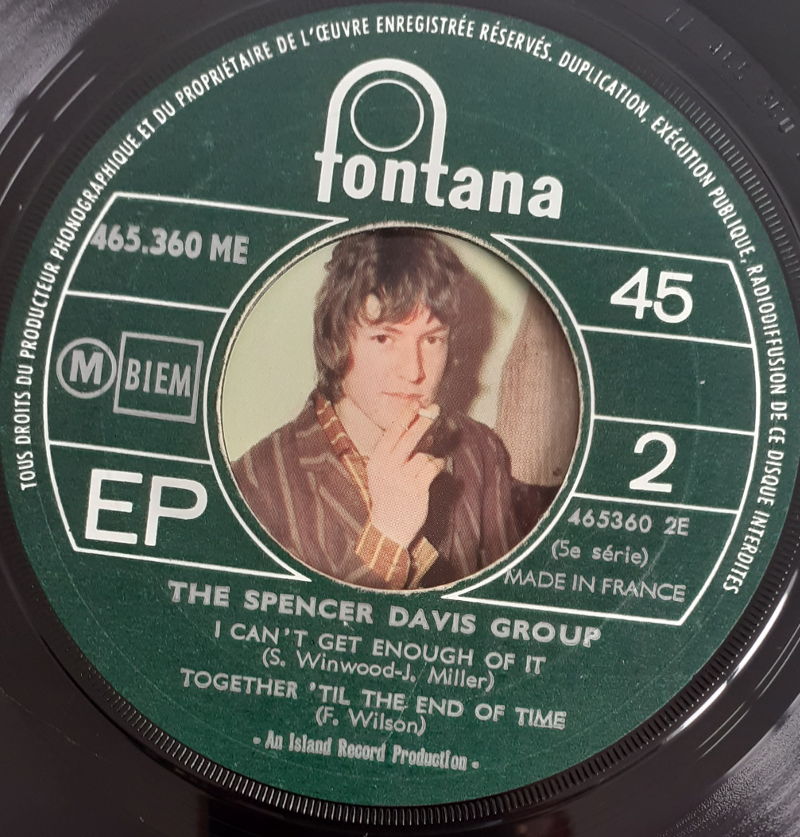 TOUS DROITS DU PRODUCTEUR PHONOGRAPHIQUE ET DU PROPRIÉTAIRE DE L'ŒUVRE ENREGISTRÉE RÉSERVÉS. DUPLICATION, EXÉCUTION PUBLIQUE, RADIODIFFUSION DE CE DISQUE INTERDITES
fontana
465.360 ME
45
M BIEM
2
EP
465360 2E
(5e série)
MADE IN FRANCE
THE SPENCER DAVIS GROUP
I CAN'T GET ENOUGH OF IT
(S. Winwood-J. Miller)
TOGETHER 'TIL THE END OF TIME
(F. Wilson)
- An Island Record Production -